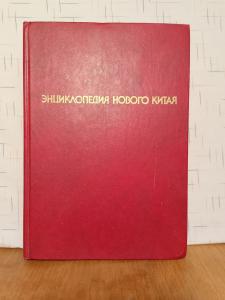 ЭНЦИКЛОПЕДИЯ НОВОГО КИТАЯ